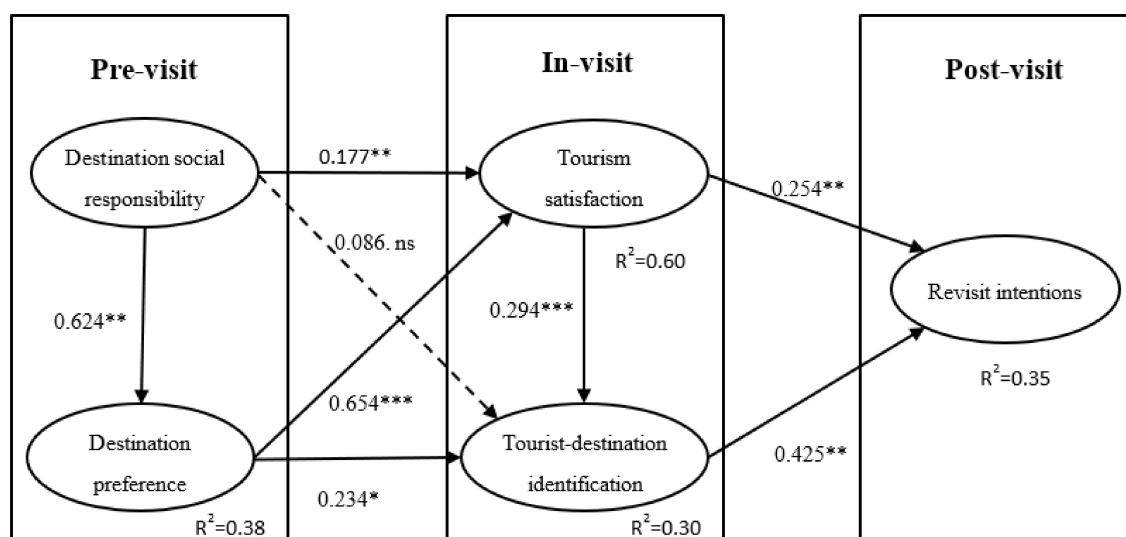 Pre-visit
In-visit
Post-visit
Destination social
responsibility
0.177**
Tourism
satisfaction
0.254**
0.086. ns
R²=0.60
Revisit intentions
0.624**
0.294***
R²=0.35
0.654***
Destination
preference
Tourist-destination
identification
0.425**
0.234*
R²=0.38
R²=0.30